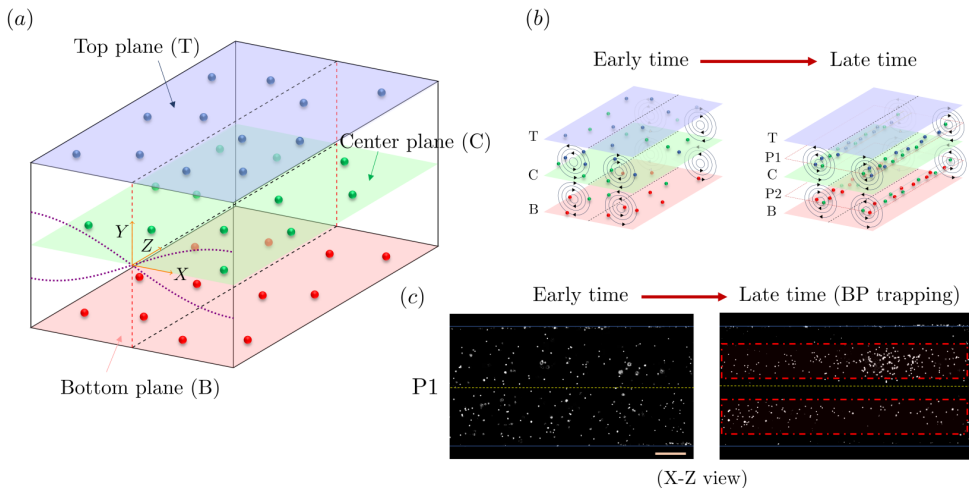 (a)
Top plane (T)
Center plane (C)
Y
Z
X
Bottom plane (B)
(b)
Early time
Late time
T
C
B
T
P1
C
P2
B
(c)
Early time
Late time (BP trapping)
P1
(X-Z view)